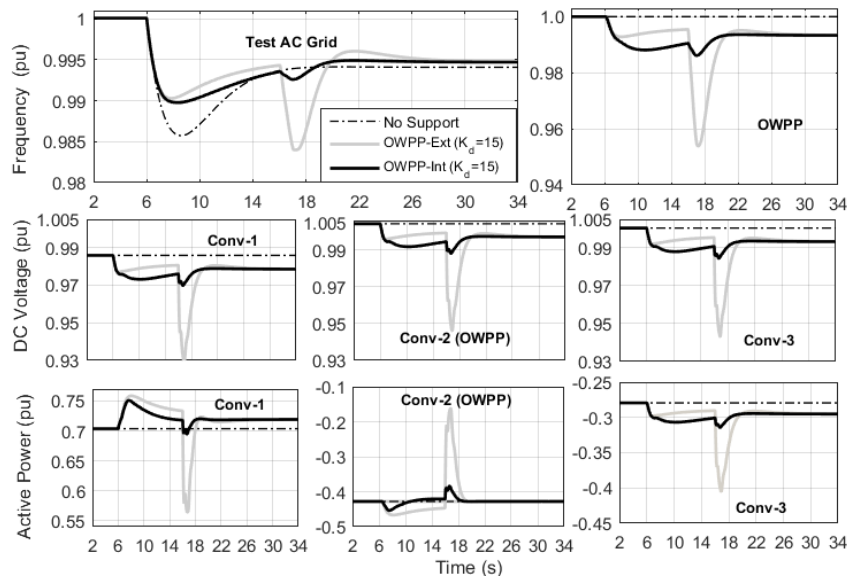 Frequency (pu)
1
0.995
0.99
0.985
0.98
Test AC Grid
No Support
OWPP-Ext (K_d=15)
OWPP-Int (K_d=15)
2 6 10 14 18 22 26 30 34
1.0
0.99
0.96
0.94
OWPP
2 6 10 14 18 22 26 30 34
DC Voltage (pu)
1.005
0.99
0.97
0.95
0.93
Conv-1
2 6 10 14 18 22 26 30 34
1.005
0.99
0.97
0.95
0.93
Conv-2 (OWPP)
2 6 10 14 18 22 26 30 34
1.005
0.99
0.97
0.95
0.93
Conv-3
2 6 10 14 18 22 26 30 34
Active Power (pu)
0.75
0.7
0.65
0.6
0.55
Conv-1
2 6 10 14 18 22 26 30 34
-0.1
-0.2
-0.3
-0.4
-0.5
Conv-2 (OWPP)
2 6 10 14 18 22 26 30 34
-0.25
-0.3
-0.4
-0.45
Conv-3
2 6 10 14 18 22 26 30 34
Time (s)